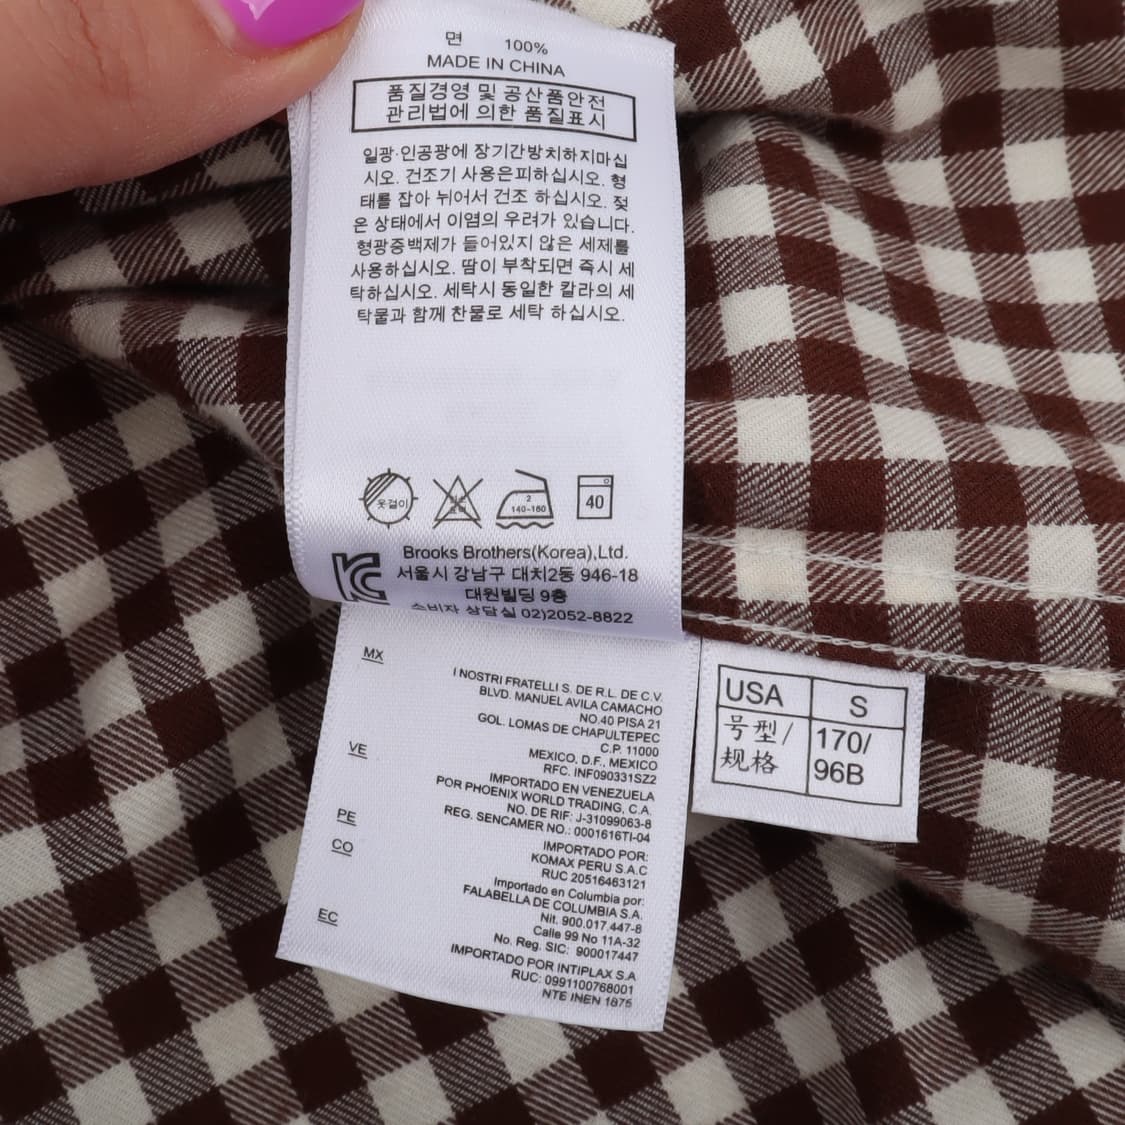 면 100%
MADE IN CHINA
품질경영 및 공산품안전
관리법에 의한 품질표시
일광·인공광에 장기간방치하지마십
시오. 건조기 사용은피하십시오. 형
태를 잡아 뉘어서 건조 하십시오. 젖
은 상태에서 이염의 우려가 있습니다.
형광증백제가 들어있지 않은 세제를
사용하십시오. 땀이 부착되면 즉시 세
탁하십시오. 세탁시 동일한 칼라의 세
탁물과 함께 찬물로 세탁 하십시오.
옷걸이
2
140-160
40
Brooks Brothers(Korea),Ltd.
서울시 강남구 대치2동 946-18
대원빌딩 9층
소비자 상담실 02)2052-8822
MX
I NOSTRI FRATELLI S. DE R.L. DE C.V.
BLVD. MANUEL AVILA CAMACHO
NO.40 PISA 21
GOL. LOMAS DE CHAPULTEPEC
C.P. 11000
MEXICO, D.F., MEXICO
RFC. INF090331SZ2
VE
IMPORTADO EN VENEZUELA
POR PHOENIX WORLD TRADING, C.A.
NO. DE RIF: J-31099063-8
REG. SENCAMER NO.: 0001616TI-04
PE
IMPORTADO POR:
KOMAX PERU S.A.C
RUC 20516463121
CO
Importado en Colombia por:
FALABELLA DE COLOMBIA S.A.
Nit. 900.017.447-8
Calle 99 No 11A-32
No. Reg. SIC: 900017447
EC
IMPORTADO POR INTIPLAX S.A
RUC: 0991100768001
NTE INEN 1875
USA S
号型/ 170/
规格 96B